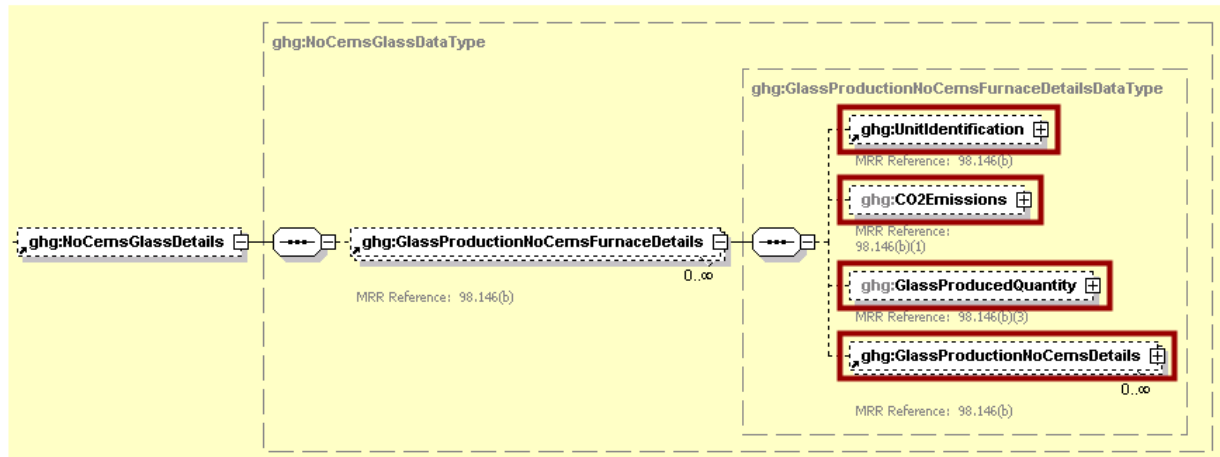 ghg:NoCemsGlassDataType
ghg:GlassProductionNoCemsFurnaceDetailsDataType
ghg:UnitIdentification
MRR Reference: 98.146(b)
ghg:CO2Emissions
MRR Reference:
98.146(b)(1)
ghg:NoCemsGlassDetails
ghg:GlassProductionNoCemsFurnaceDetails
0..∞
MRR Reference: 98.146(b)
ghg:GlassProducedQuantity
MRR Reference: 98.146(b)(3)
ghg:GlassProductionNoCemsDetails
0..∞
MRR Reference: 98.146(b)